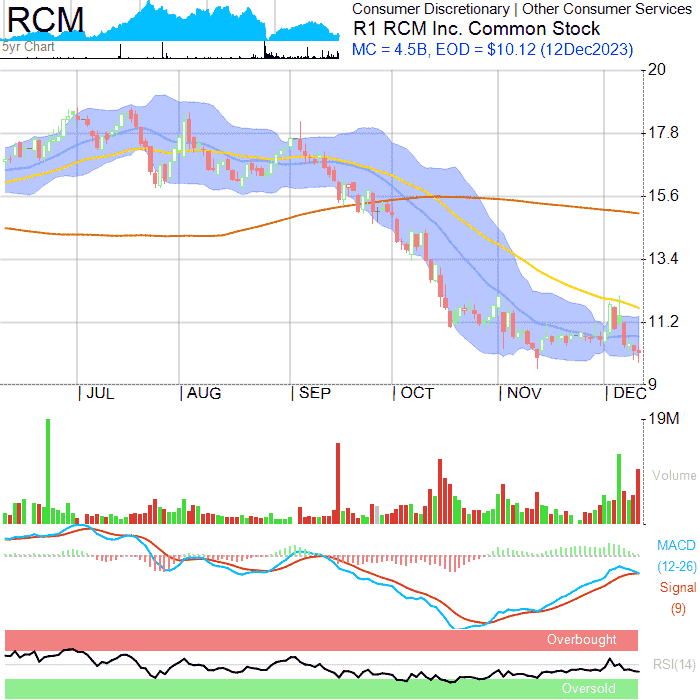 RCM
5yr Chart
Consumer Discretionary | Other Consumer Services
R1 RCM Inc. Common Stock
MC = 4.5B, EOD = $10.12 (12Dec2023)
20
17.8
15.6
13.4
11.2
9
JUL AUG SEP OCT NOV DEC
19M
Volume
MACD
(12-26)
Signal
(9)
Overbought
RSI(14)
Oversold